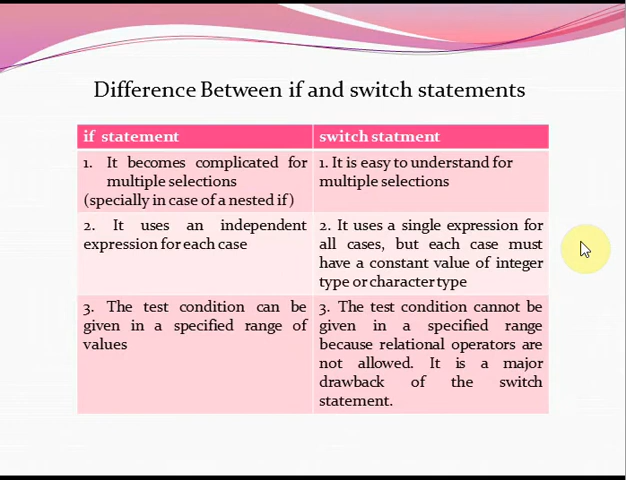 Difference Between if and switch statements
if statement
switch statment
1. It becomes complicated for
multiple selections
(specially in case of a nested if)
1. It is easy to understand for
multiple selections
2. It uses an independent
expression for each case
2. It uses a single expression for
all cases, but each case must
have a constant value of integer
type or character type
3. The test condition can be
given in a specified range of
values
3. The test condition cannot be
given in a specified range
because relational operators are
not allowed. It is a major
drawback of the switch
statement.